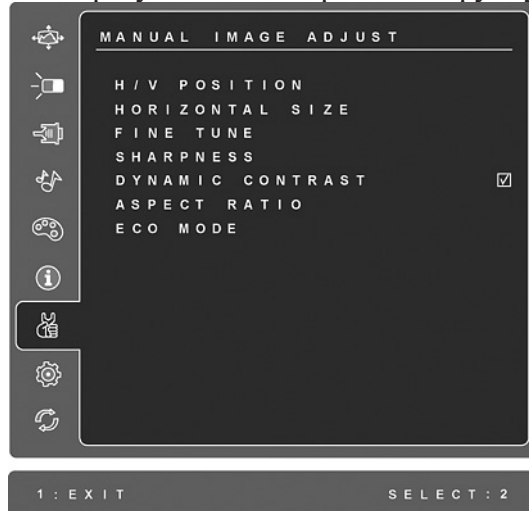 MANUAL IMAGE ADJUST
H/V POSITION
HORIZONTAL SIZE
FINE TUNE
SHARPNESS
DYNAMIC CONTRAST ☑
ASPECT RATIO
ECO MODE
1:EXIT SELECT:2